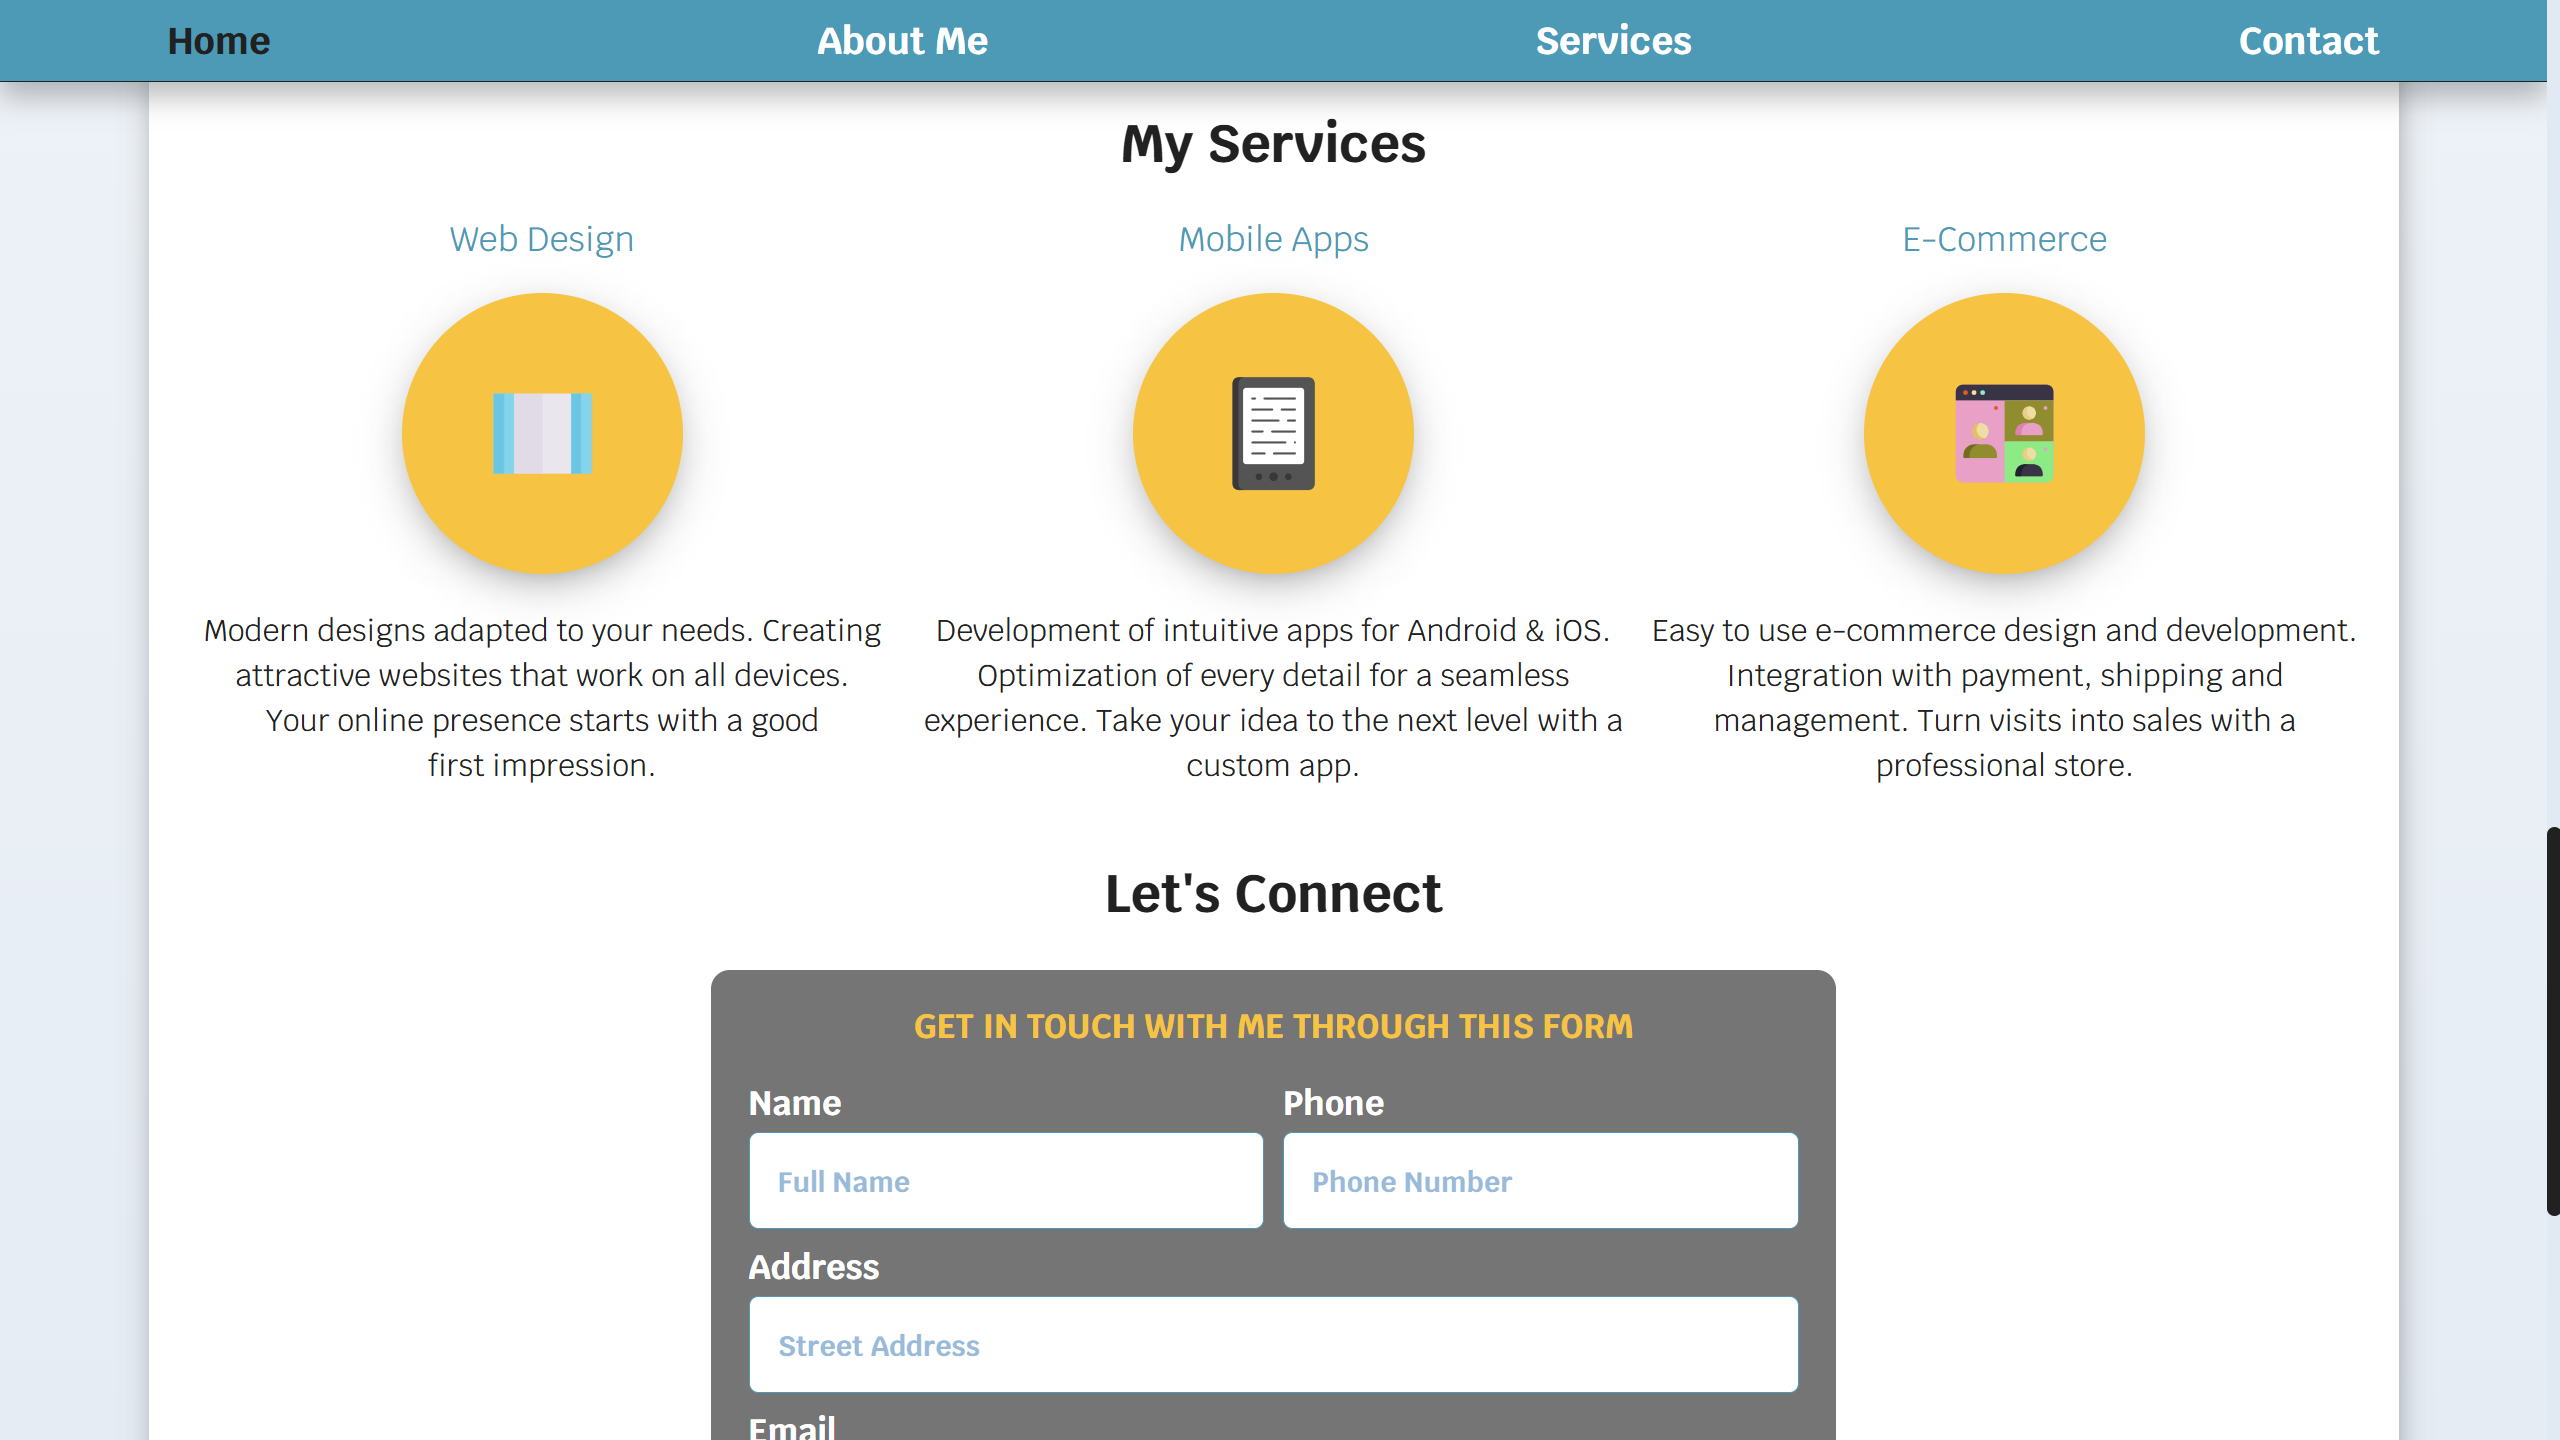 Home
About Me
Services
Contact
My Services
Web Design
Modern designs adapted to your needs. Creating
attractive websites that work on all devices.
Your online presence starts with a good
first impression.
Mobile Apps
Development of intuitive apps for Android & iOS.
Optimization of every detail for a seamless
experience. Take your idea to the next level with a
custom app.
E-Commerce
Easy to use e-commerce design and development.
Integration with payment, shipping and
management. Turn visits into sales with a
professional store.
Let's Connect
GET IN TOUCH WITH ME THROUGH THIS FORM
Name
Full Name
Phone
Phone Number
Address
Street Address
Email